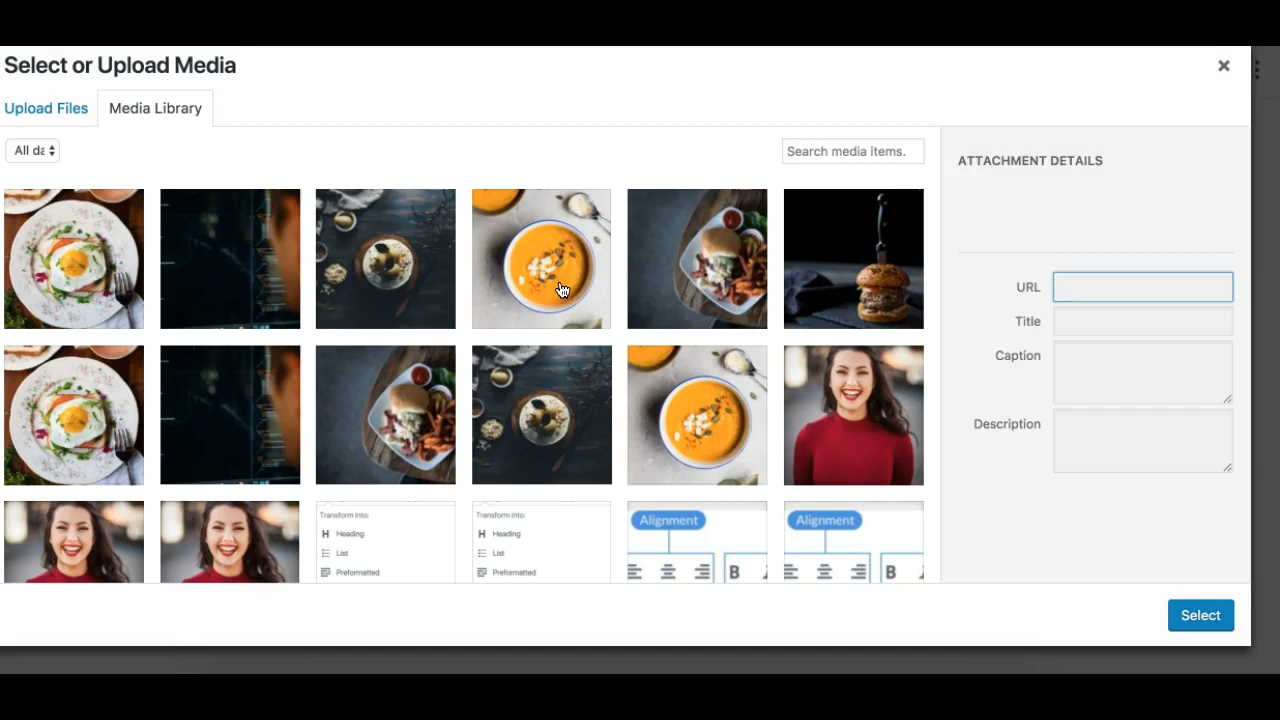 Select or Upload Media
×
Upload Files
Media Library
All da
Search media items.
ATTACHMENT DETAILS
URL
Title
Caption
Description
Transform into:
H Heading
List
Preformatted
Transform into:
H Heading
List
Preformatted
Alignment
B
Alignment
B
Select